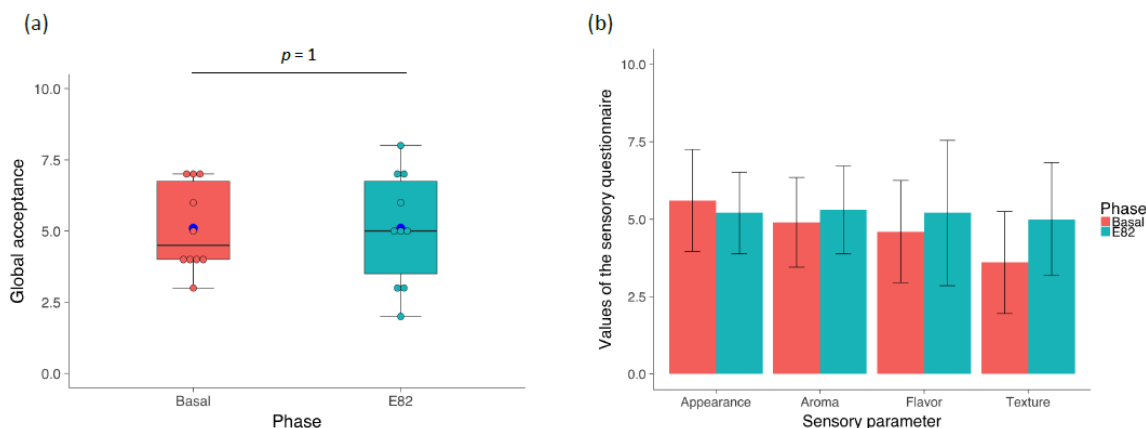 (a)
p = 1
Global acceptance
10.0
7.5
5.0
2.5
0.0
Basal
E82
Phase
(b)
Values of the sensory questionnaire
10.0
7.5
5.0
2.5
0.0
Appearance
Aroma
Flavor
Texture
Sensory parameter
Phase
Basal
E82